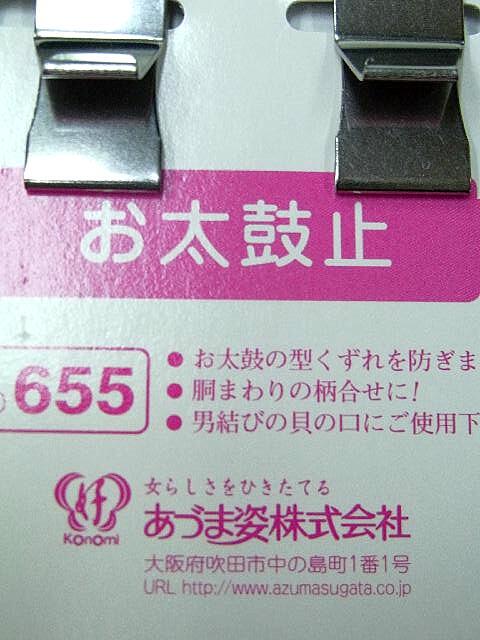 お太鼓止
655
● お太鼓の型くずれを防ぎま
● 胴まわりの柄合せに!
● 男結びの貝の口にご使用下
好
Konomi
女らしさをひきたてる
あづま姿株式会社
大阪府吹田市中の島町1番1号
URL http://www.azumasugata.co.jp